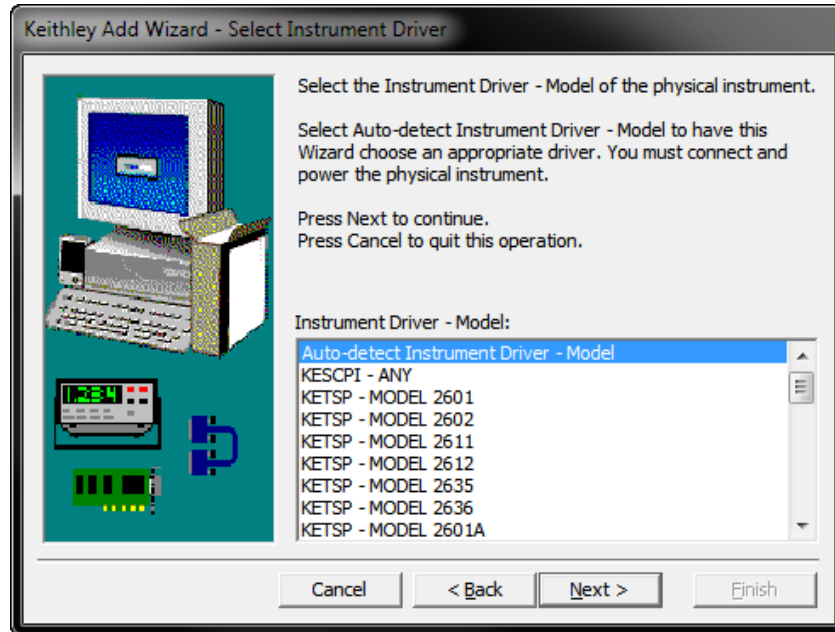 Keithley Add Wizard - Select Instrument Driver
Select the Instrument Driver - Model of the physical instrument.
Select Auto-detect Instrument Driver - Model to have this
Wizard choose an appropriate driver. You must connect and
power the physical instrument.
Press Next to continue.
Press Cancel to quit this operation.
Instrument Driver - Model:
Auto-detect Instrument Driver - Model
KESCPI - ANY
KETSP - MODEL 2601
KETSP - MODEL 2602
KETSP - MODEL 2611
KETSP - MODEL 2612
KETSP - MODEL 2635
KETSP - MODEL 2636
KETSP - MODEL 2601A
1.234
Cancel < Back Next > Finish